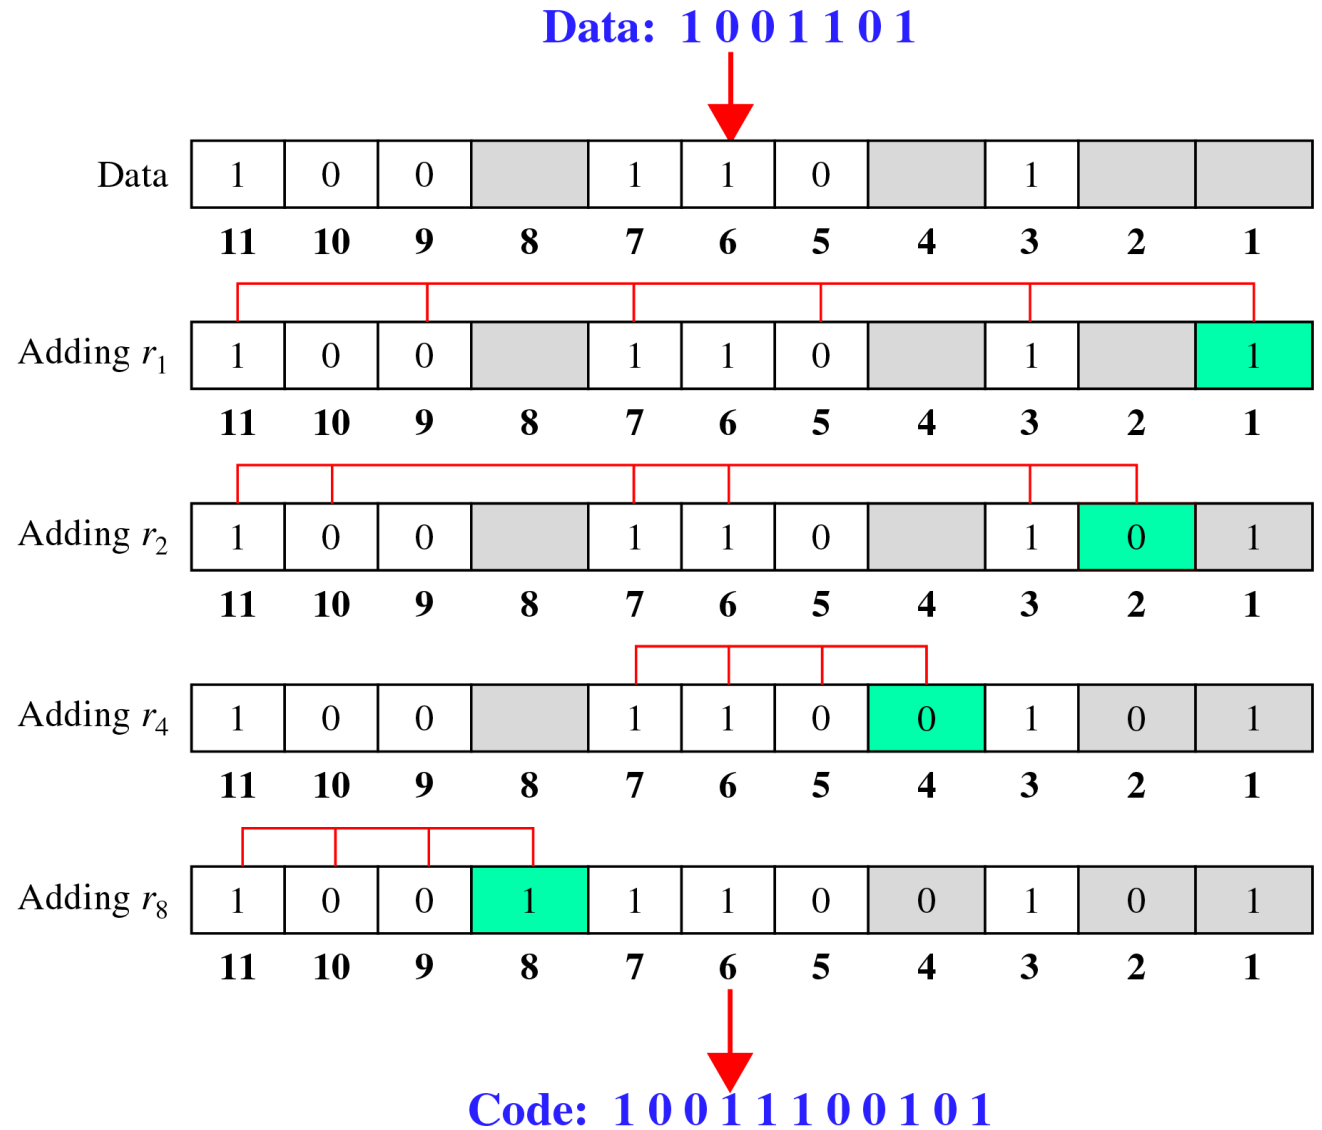 Data: 1 0 0 1 1 0 1
Data 1 0 0 1 1 0 1
11 10 9 8 7 6 5 4 3 2 1
Adding r1 1 0 0 1 1 0 1 1
11 10 9 8 7 6 5 4 3 2 1
Adding r2 1 0 0 1 1 0 1 0 1
11 10 9 8 7 6 5 4 3 2 1
Adding r4 1 0 0 1 1 0 0 1 0 1
11 10 9 8 7 6 5 4 3 2 1
Adding r8 1 0 0 1 1 1 0 0 1 0 1
11 10 9 8 7 6 5 4 3 2 1
Code: 1 0 0 1 1 1 0 0 1 0 1